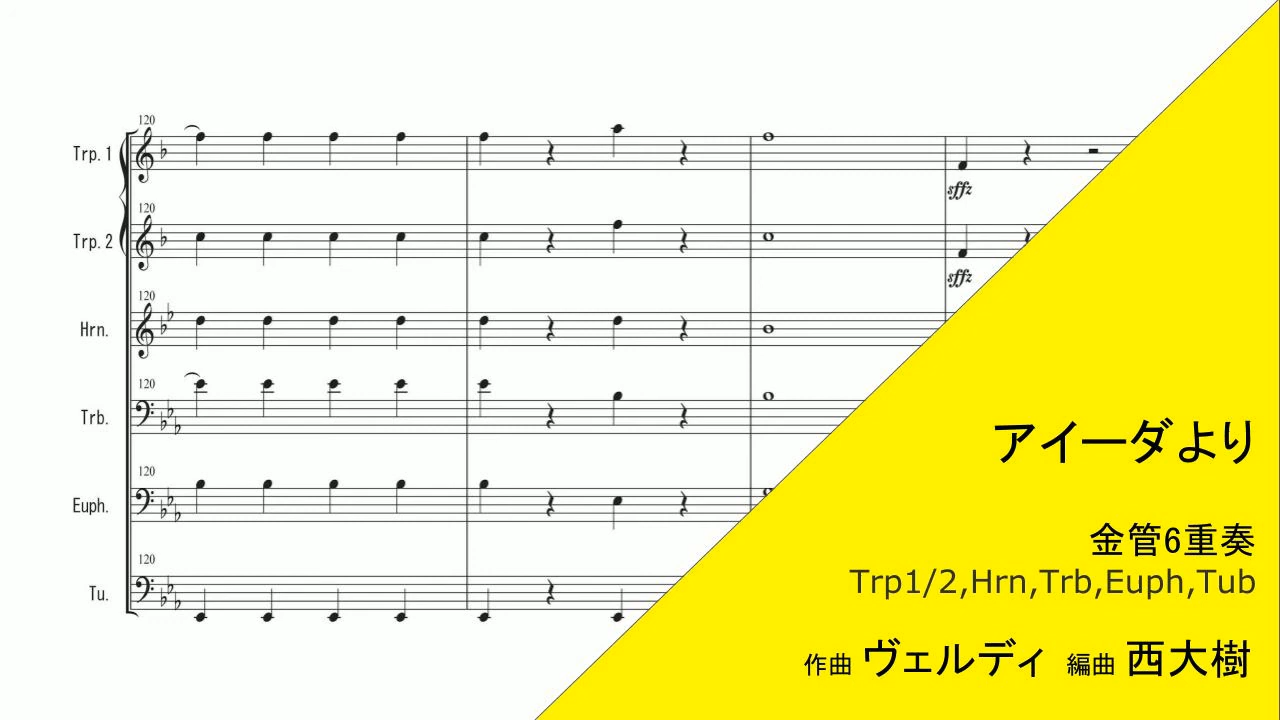 120
Trp. 1
sffz
120
Trp. 2
sffz
120
Hrn.
120
Trb.
120
Euph.
120
Tu.
アイーダより
金管6重奏
Trp1/2,Hrn,Trb,Euph,Tub
作曲 ヴェルディ 編曲 西大樹